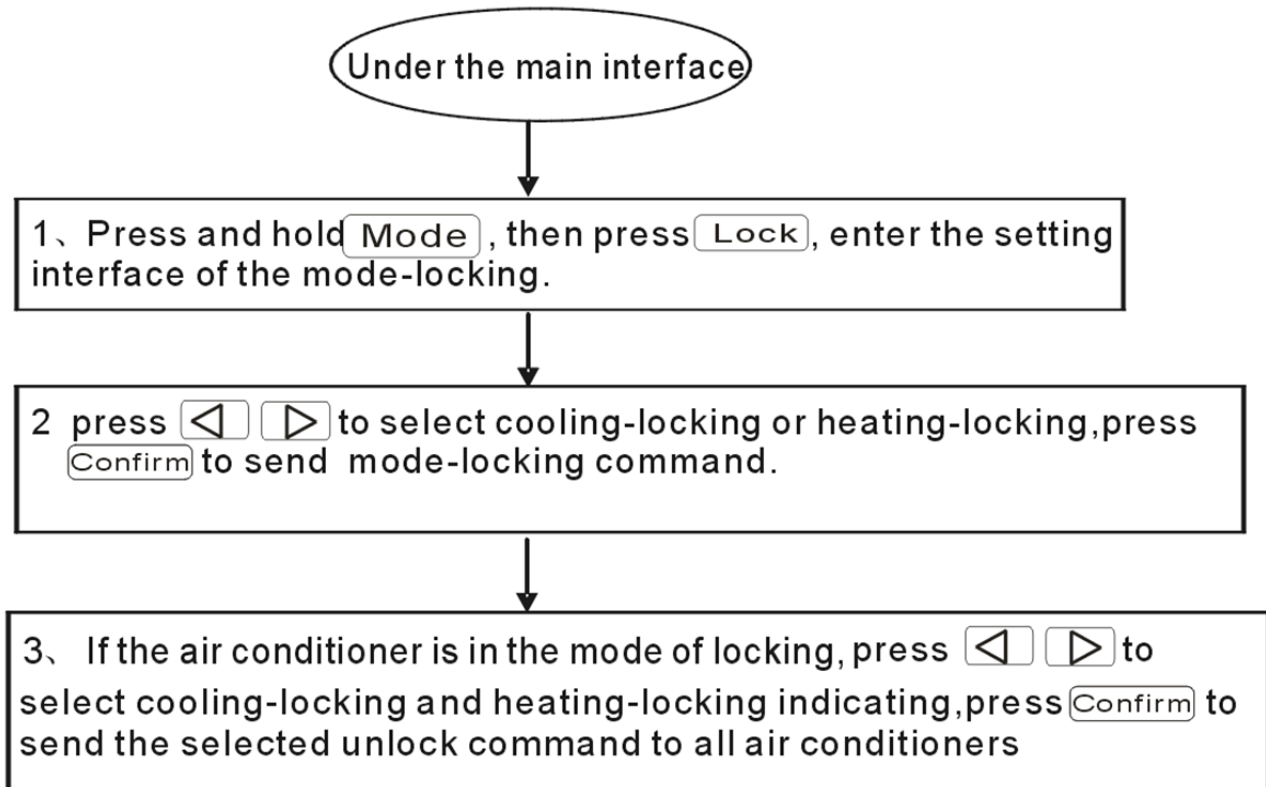 Under the main interface
1、Press and hold Mode , then press Lock , enter the setting
interface of the mode-locking.
2 press ◁ ▷ to select cooling-locking or heating-locking,press
Confirm to send mode-locking command.
3、 If the air conditioner is in the mode of locking, press ◁ ▷ to
select cooling-locking and heating-locking indicating,press Confirm to
send the selected unlock command to all air conditioners